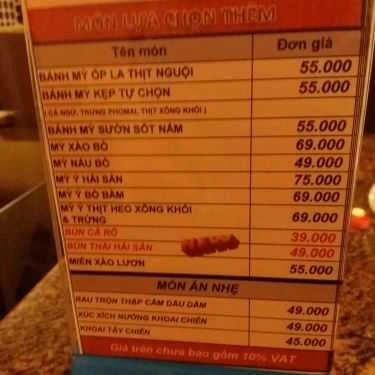 MÓN LỰA CHỌN THÊM
Tên món Đơn giá
BÁNH MỲ ỐP LA THỊT NGUỘI 55.000
BÁNH MỲ KẸP TỰ CHỌN 55.000
( CÁ NGỪ, TRỨNG PHOMAI, THỊT XÔNG KHÓI )
BÁNH MỲ SƯỜN SỐT NẤM 55.000
MỲ XÀO BÒ 69.000
MỲ NẤU BÒ 49.000
MỲ Ý HẢI SẢN 75.000
MỲ Ý BÒ BẰM 69.000
MỲ Ý THỊT HEO XÔNG KHÓI
& TRỨNG 69.000
BÚN CÁ RÔ 39.000
BÚN THÁI HẢI SẢN 49.000
MIẾN XÀO LƯƠN 55.000
MÓN ĂN NHẸ
RAU TRỘN THẬP CẨM DẦU DẤM 49.000
XÚC XÍCH NƯỚNG KHOAI CHIÊN 49.000
KHOAI TÂY CHIÊN 45.000
Giá trên chưa bao gồm 10% VAT